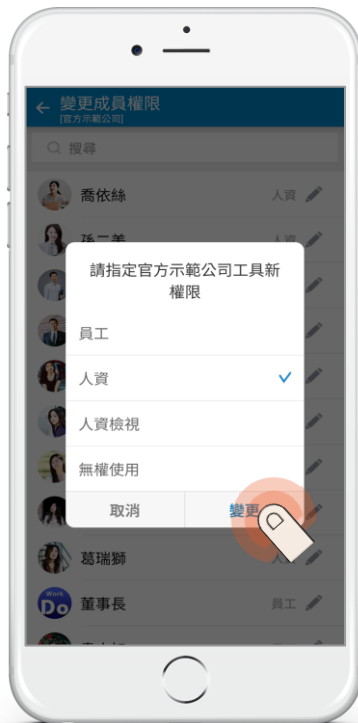 變更成員權限
[官方示範公司]
搜尋
喬依絲 人資
請指定官方示範公司工具新
權限
員工
人資
人資檢視
無權使用
取消 變更
葛瑞獅
Work
Do
董事長 員工